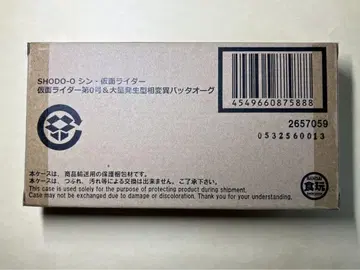 SHODO-O シン・仮面ライダー
仮面ライダー第0号&大量発生型相変異バッタオーグ
4549660875888
2657059
0532560013
本ケースは、商品輸送用の保護梱包材です。
本ケースは、つぶれ、汚れ等による交換は出来ません。ご了承下さい。
This case is used solely for the purpose of protecting product during shipment.
Case may not be exchanged due to damage or discoloration. Thank you for your understanding.
食玩